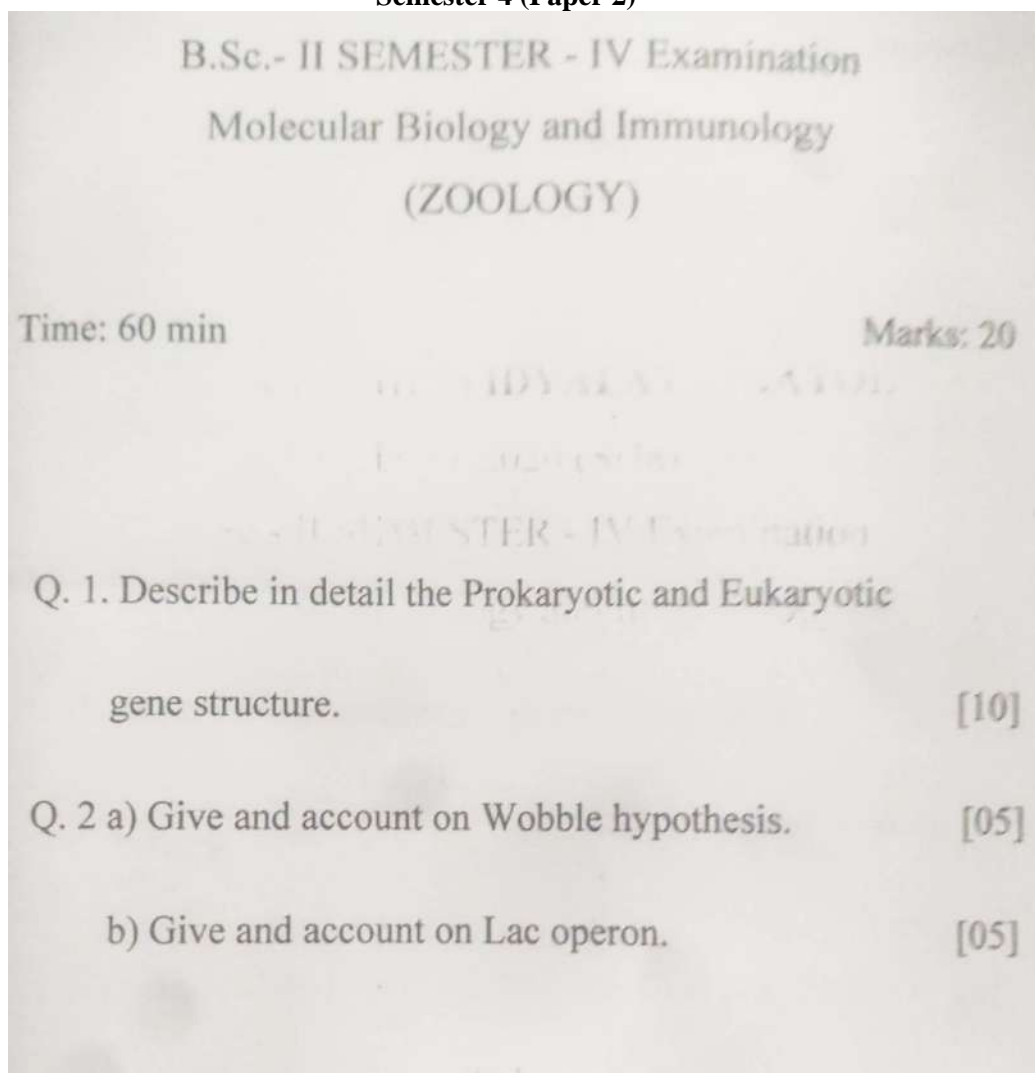 Semester 4 (Paper 2)
B.Sc.- II SEMESTER - IV Examination
Molecular Biology and Immunology
(ZOOLOGY)
Time: 60 min Marks: 20
Q. 1. Describe in detail the Prokaryotic and Eukaryotic
gene structure. [10]
Q. 2 a) Give and account on Wobble hypothesis. [05]
b) Give and account on Lac operon. [05]